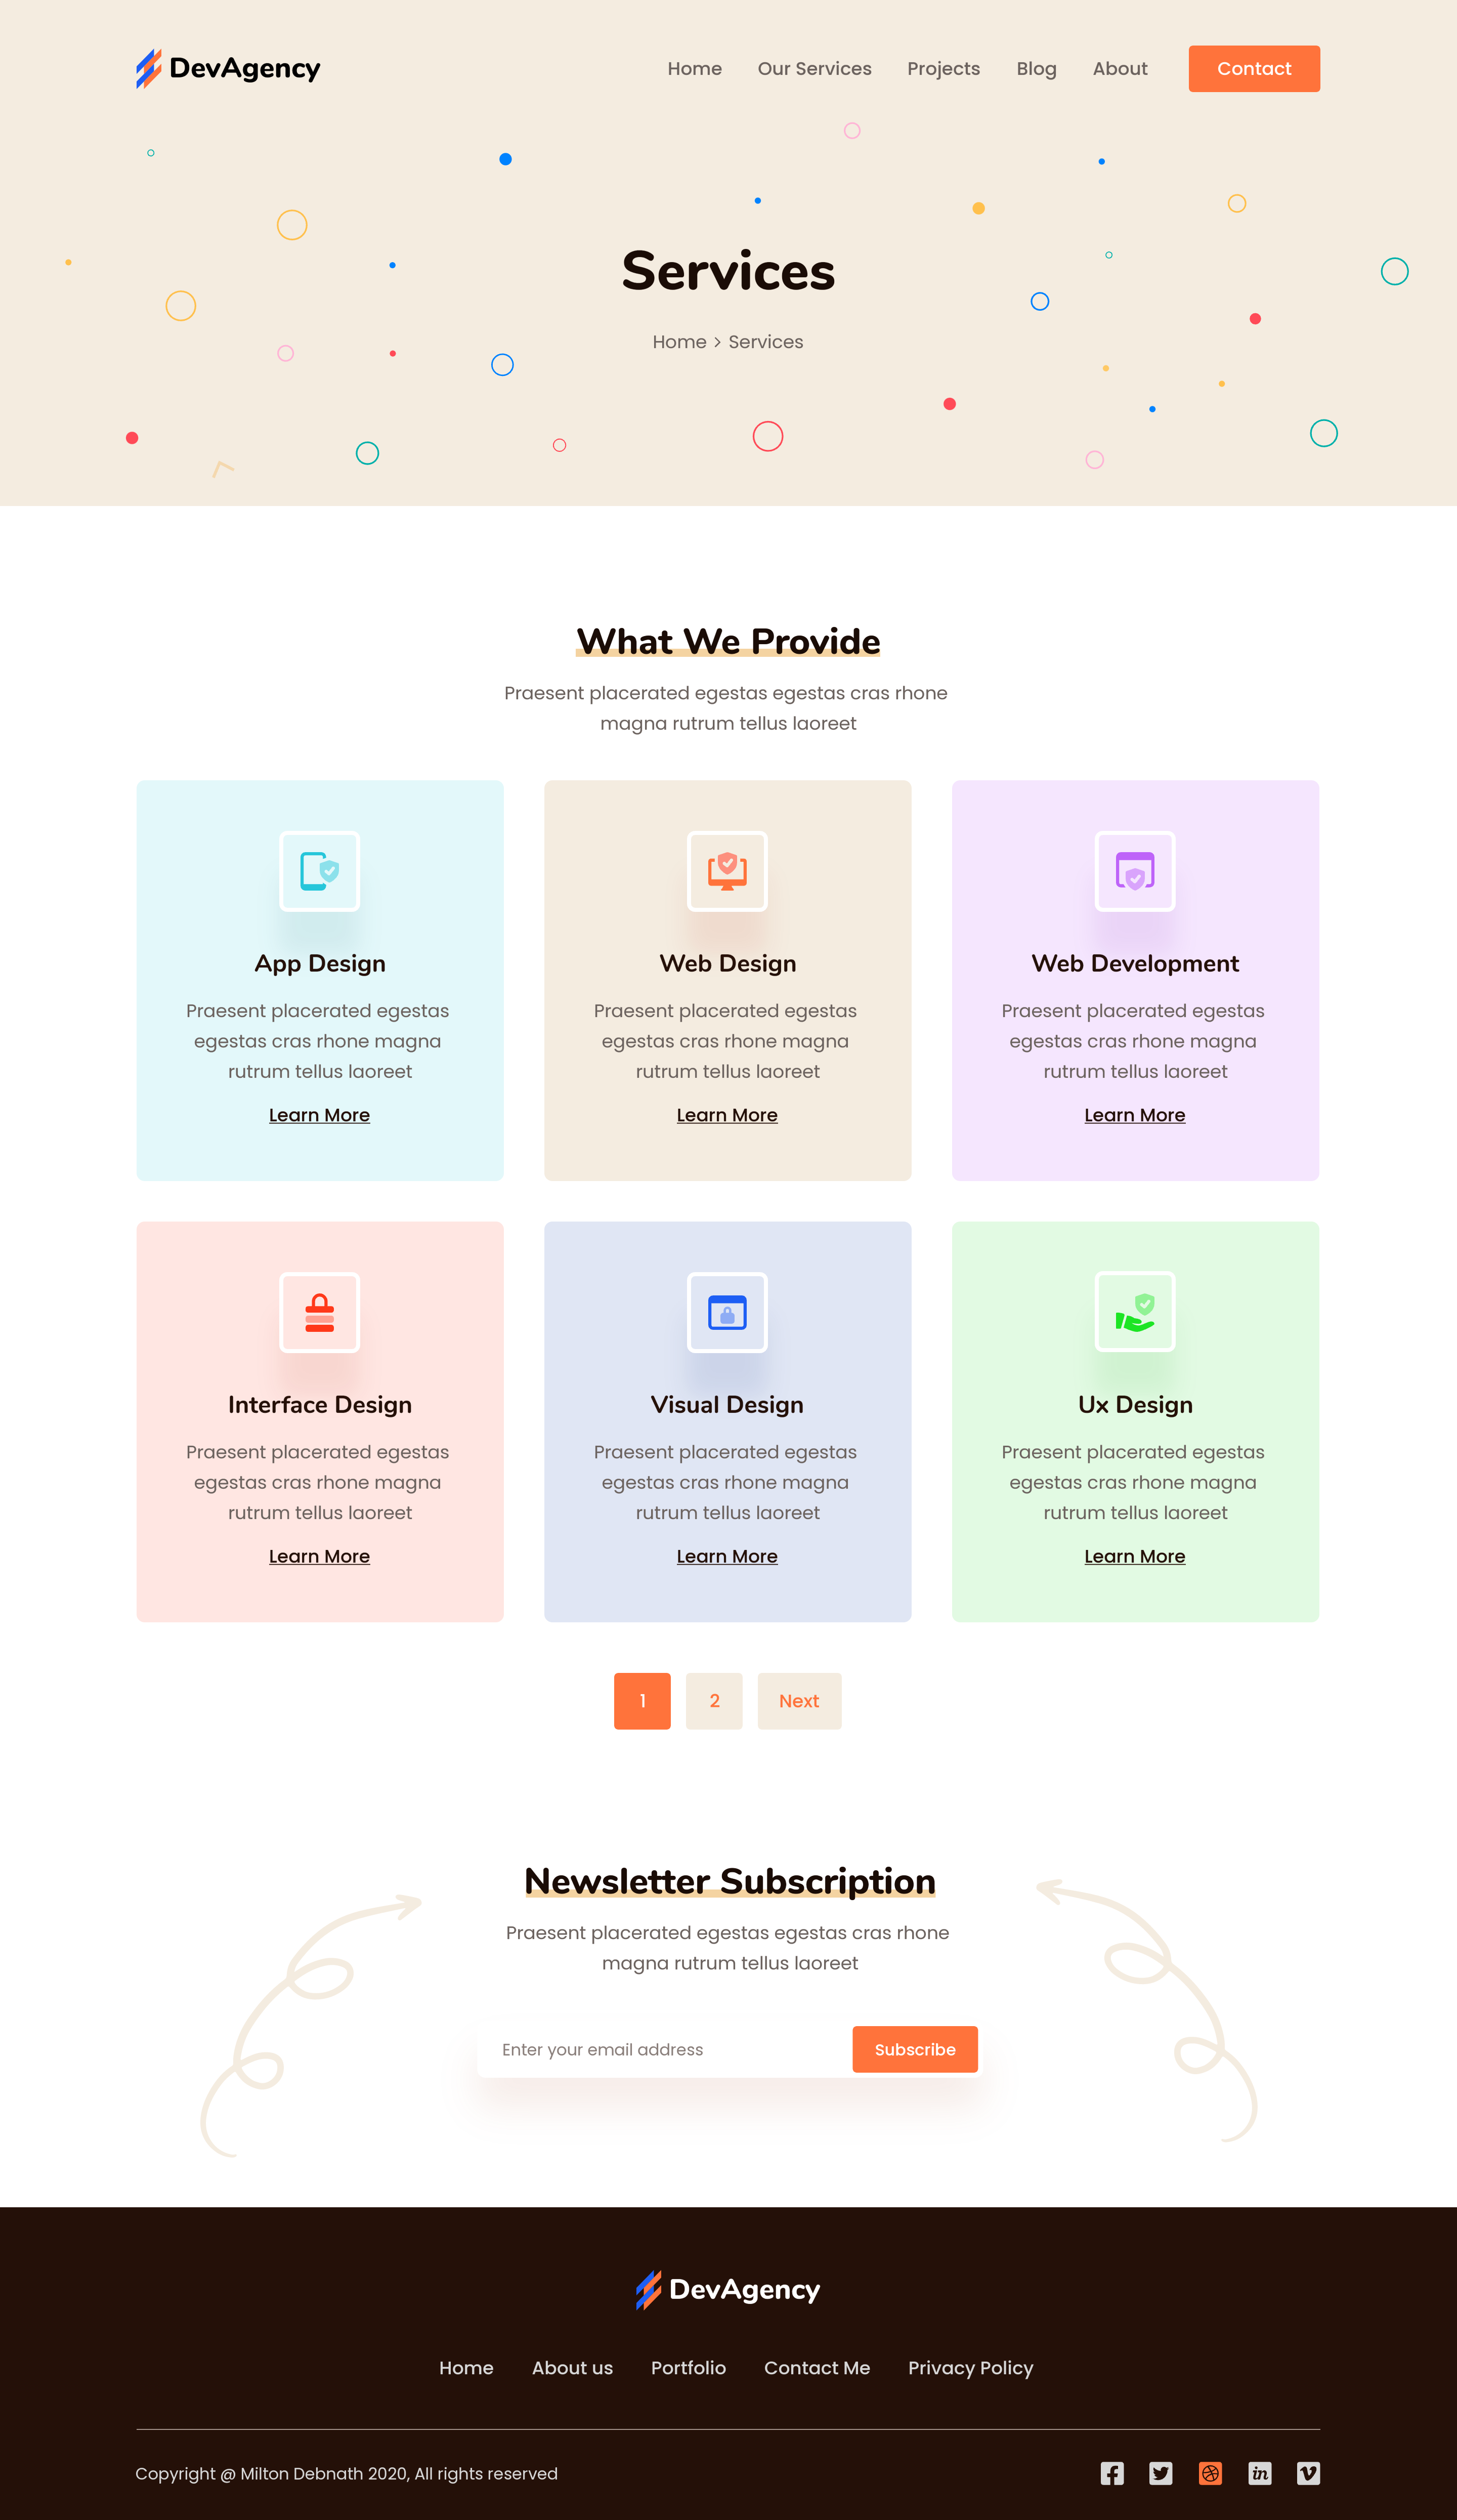 DevAgency
Home Our Services Projects Blog About Contact
Services
Home > Services
What We Provide
Praesent placerated egestas egestas cras rhone
magna rutrum tellus laoreet
App Design
Praesent placerated egestas
egestas cras rhone magna
rutrum tellus laoreet
Learn More
Web Design
Praesent placerated egestas
egestas cras rhone magna
rutrum tellus laoreet
Learn More
Web Development
Praesent placerated egestas
egestas cras rhone magna
rutrum tellus laoreet
Learn More
Interface Design
Praesent placerated egestas
egestas cras rhone magna
rutrum tellus laoreet
Learn More
Visual Design
Praesent placerated egestas
egestas cras rhone magna
rutrum tellus laoreet
Learn More
Ux Design
Praesent placerated egestas
egestas cras rhone magna
rutrum tellus laoreet
Learn More
1 2 Next
Newsletter Subscription
Praesent placerated egestas egestas cras rhone
magna rutrum tellus laoreet
Enter your email address Subscribe
DevAgency
Home About us Portfolio Contact Me Privacy Policy
Copyright @ Milton Debnath 2020, All rights reserved